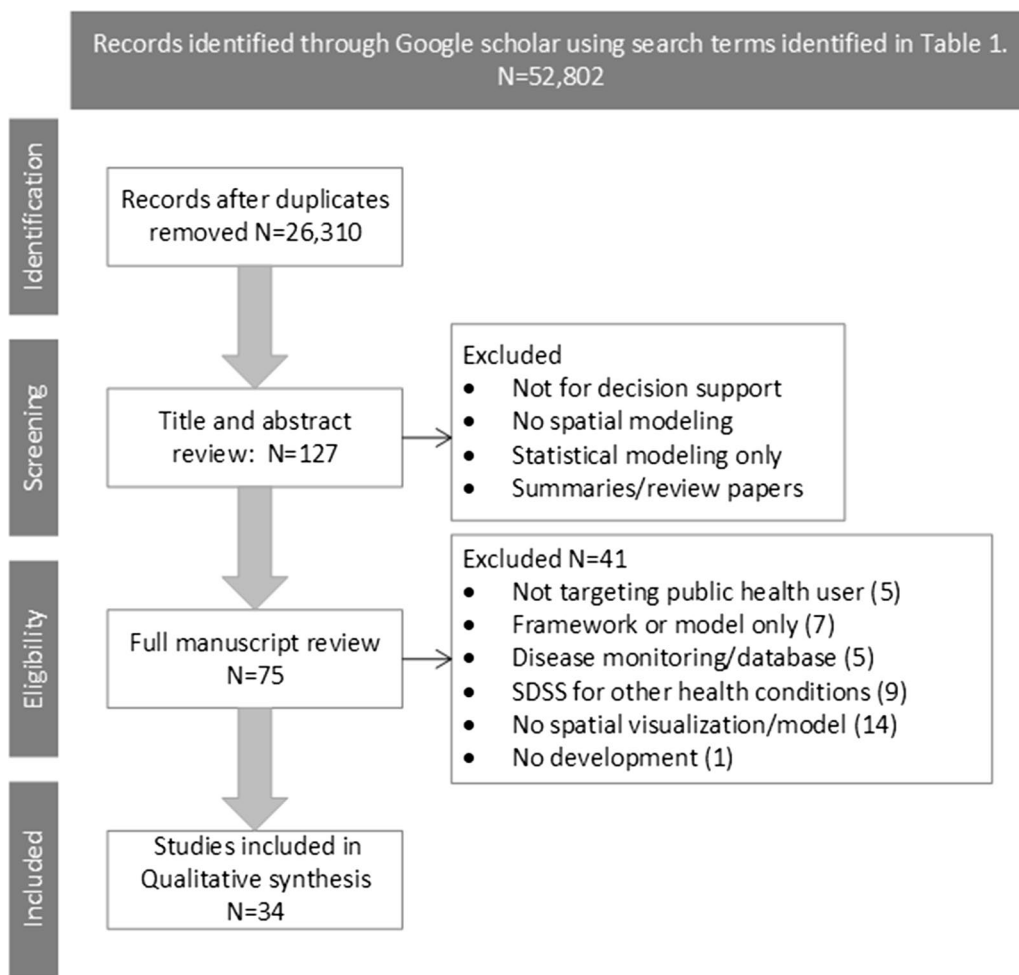 Records identified through Google scholar using search terms identified in Table 1.
N=52,802
Identification
Records after duplicates
removed N=26,310
Screening
Title and abstract
review: N=127
Excluded
• Not for decision support
• No spatial modeling
• Statistical modeling only
• Summaries/review papers
Eligibility
Full manuscript review
N=75
Excluded N=41
• Not targeting public health user (5)
• Framework or model only (7)
• Disease monitoring/database (5)
• SDSS for other health conditions (9)
• No spatial visualization/model (14)
• No development (1)
Included
Studies included in
Qualitative synthesis
N=34